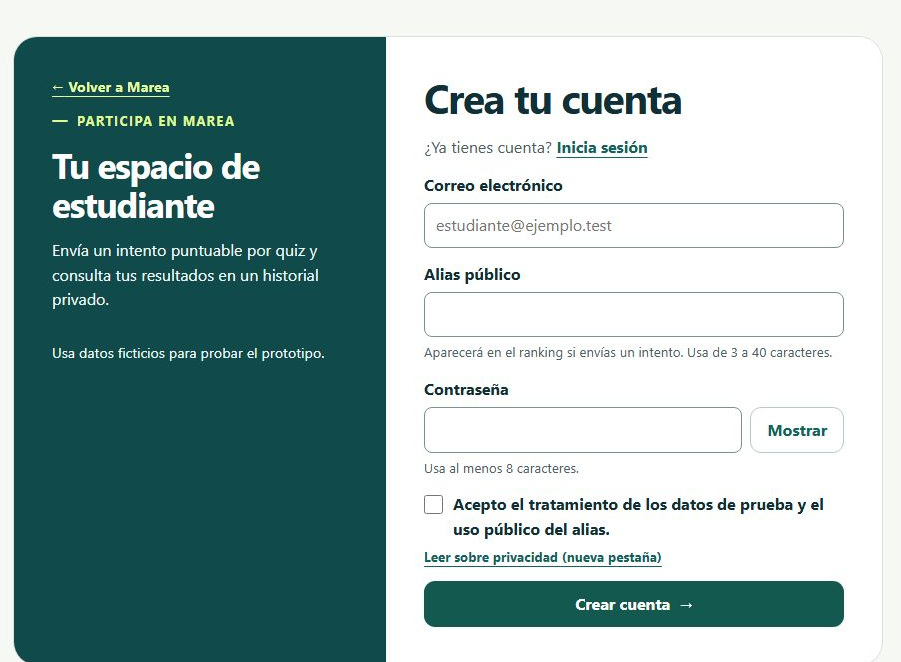 ← Volver a Marea
— PARTICIPA EN MAREA
Tu espacio de
estudiante
Envía un intento puntuable por quiz y
consulta tus resultados en un historial
privado.
Usa datos ficticios para probar el prototipo.
Crea tu cuenta
¿Ya tienes cuenta? Inicia sesión
Correo electrónico
estudiante@ejemplo.test
Alias público
Aparecerá en el ranking si envías un intento. Usa de 3 a 40 caracteres.
Contraseña
Mostrar
Usa al menos 8 caracteres.
Acepto el tratamiento de los datos de prueba y el
uso público del alias.
Leer sobre privacidad (nueva pestaña)
Crear cuenta →